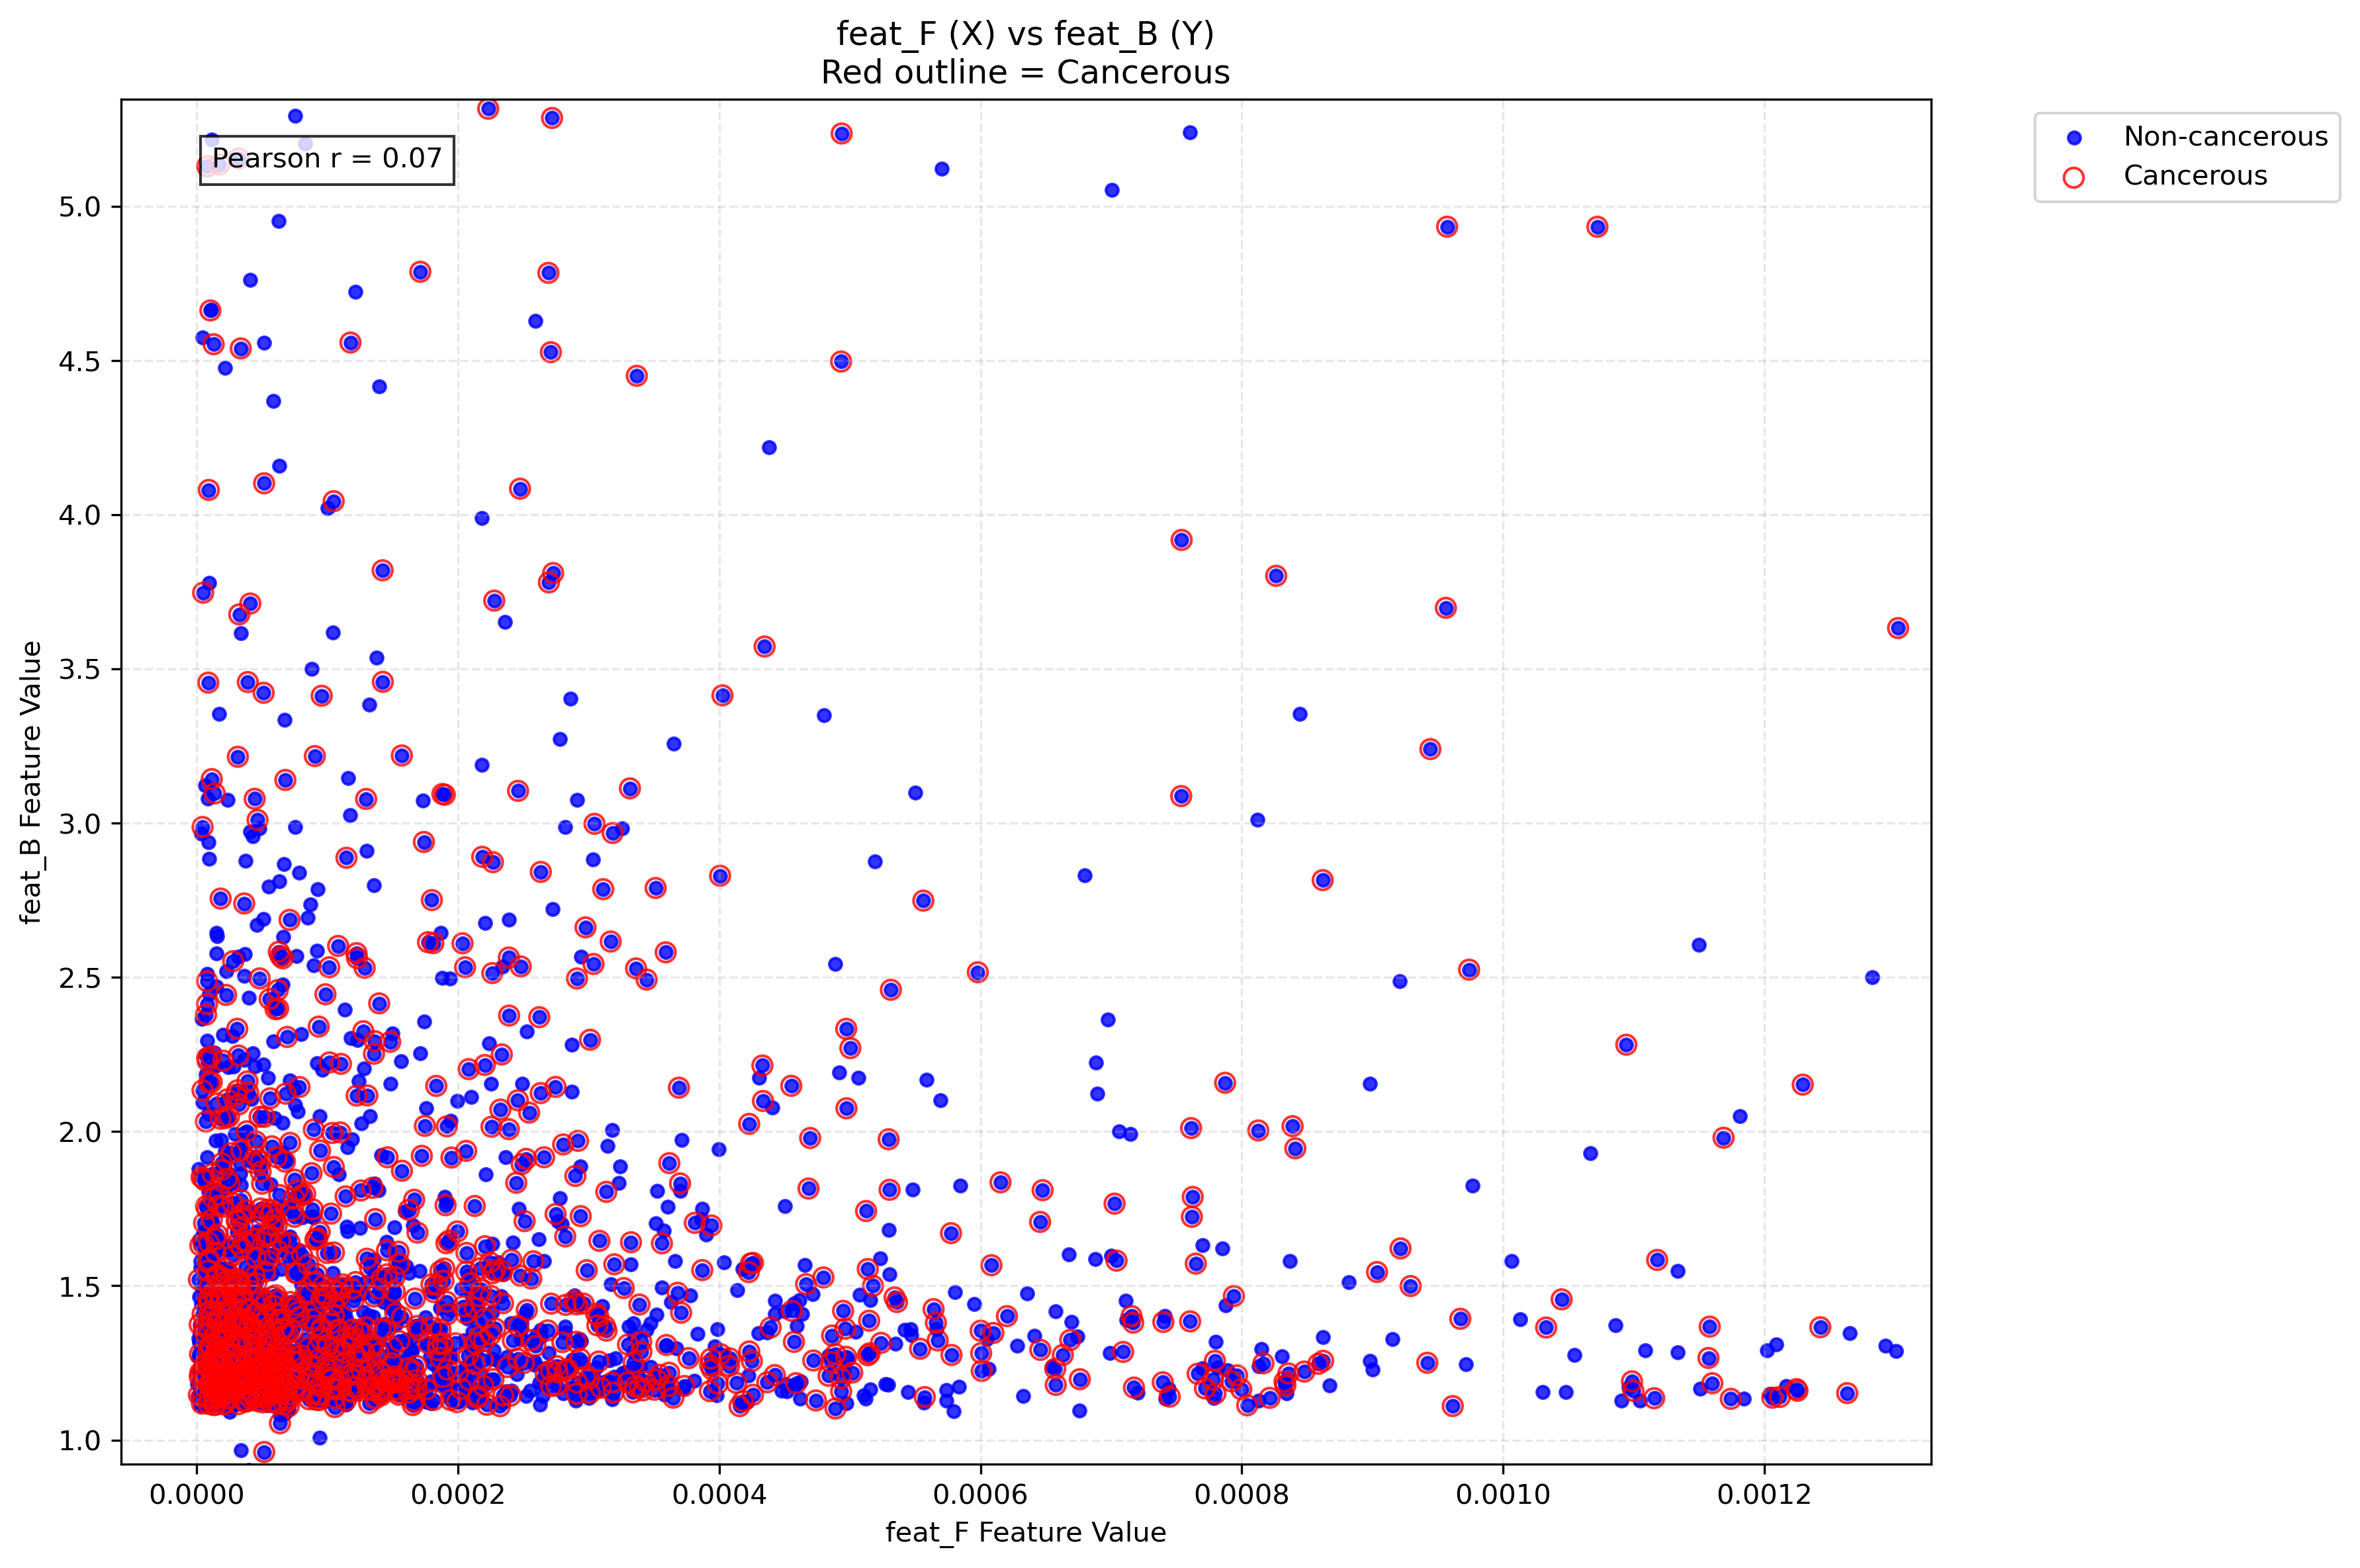 feat_F (X) vs feat_B (Y)
Red outline = Cancerous
Pearson r = 0.07
Non-cancerous
Cancerous
feat_B Feature Value
5.0
4.5
4.0
3.5
3.0
2.5
2.0
1.5
1.0
0.0000 0.0002 0.0004 0.0006 0.0008 0.0010 0.0012
feat_F Feature Value